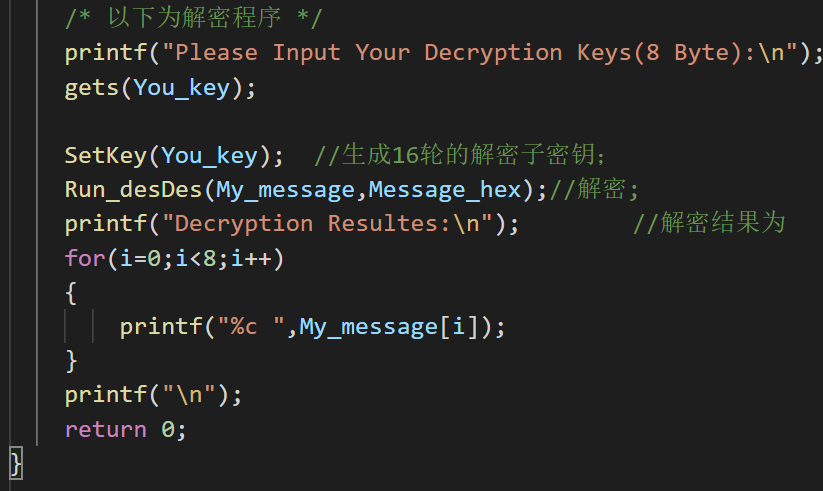 /* 以下为解密程序 */
printf("Please Input Your Decryption Keys(8 Byte):\n");
gets(You_key);
SetKey(You_key);  //生成16轮的解密子密钥;
Run_desDes(My_message,Message_hex);//解密;
printf("Decryption Resultes:\n");        //解密结果为
for(i=0;i<8;i++)
{
printf("%c ",My_message[i]);
}
printf("\n");
return 0;
}